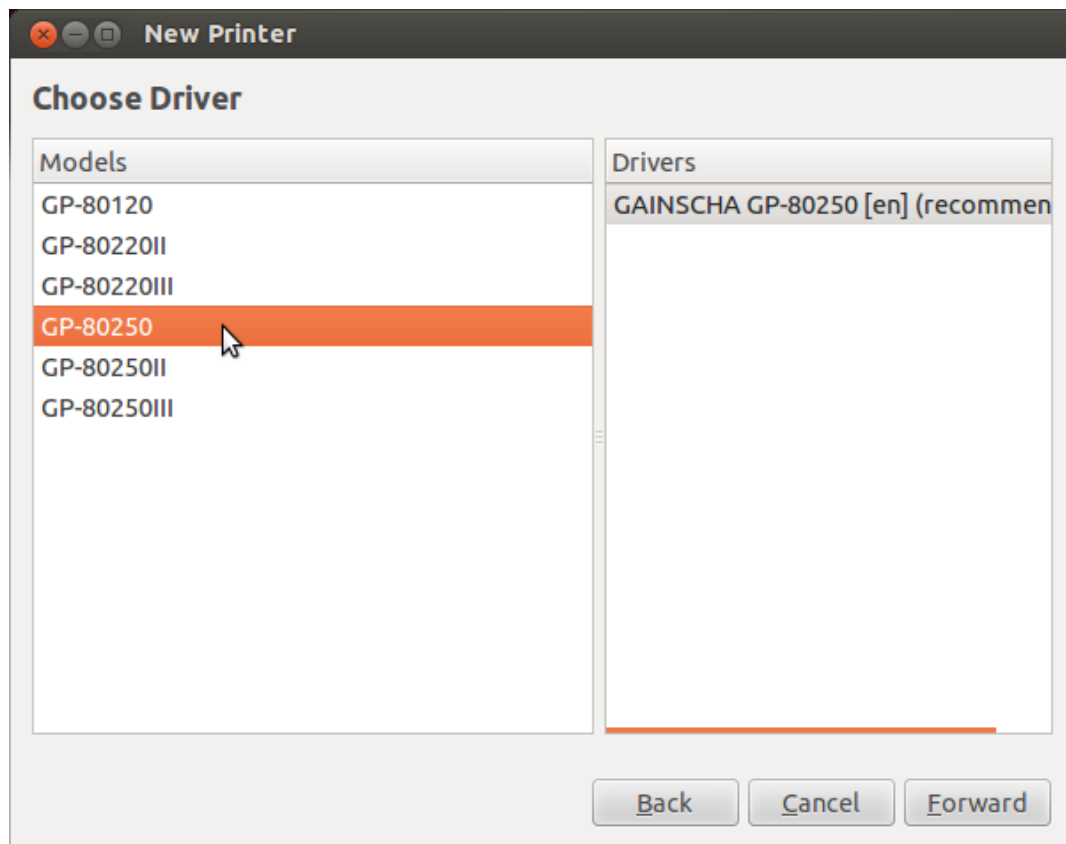 New Printer
Choose Driver
Models
GP-80120
GP-80220II
GP-80220III
GP-80250
GP-80250II
GP-80250III
Drivers
GAINSCHA GP-80250 [en] (recommen
Back
Cancel
Forward